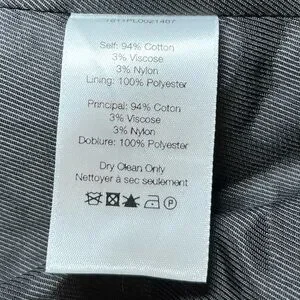 Self: 94% Cotton
3% Viscose
3% Nylon
Lining: 100% Polyester
Principal: 94% Coton
3% Viscose
3% Nylon
Doblure: 100% Polyester
Dry Clean Only
Nettoyer à sec seulement